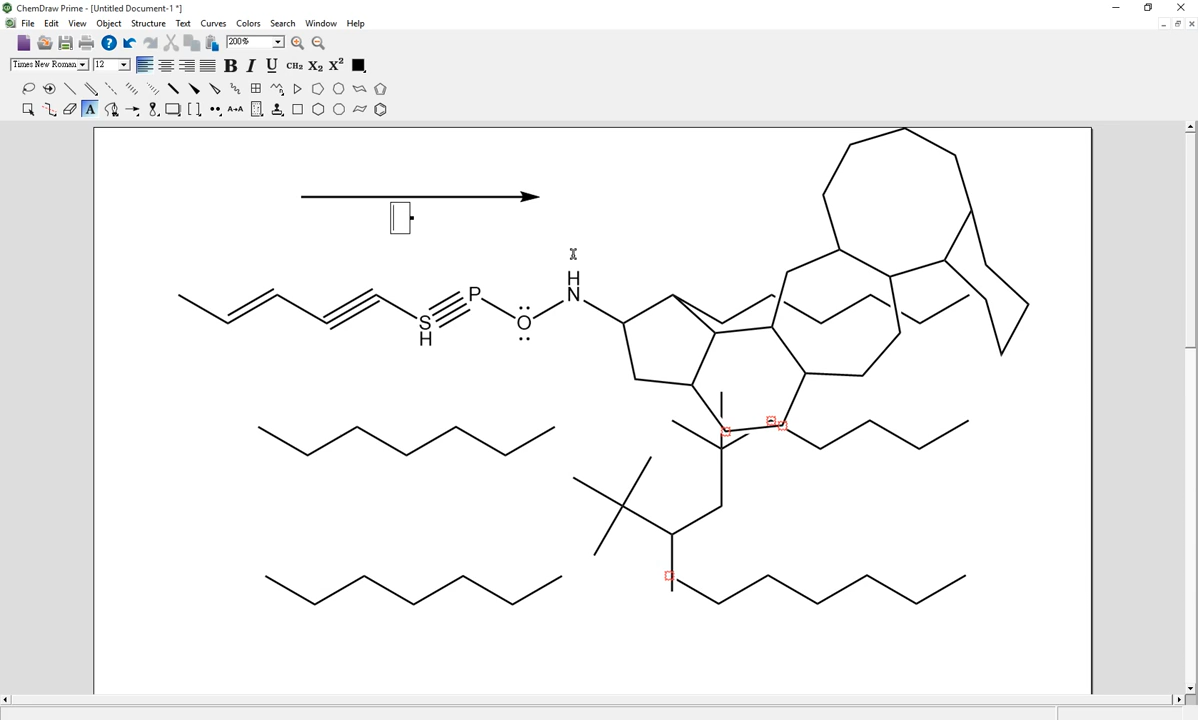 ChemDraw Prime - [Untitled Document-1 *]
File Edit View Object Structure Text Curves Colors Search Window Help
200%
Times New Roman 12 B I U CH2 X2 X2
A A→A
H
P N
S O
H